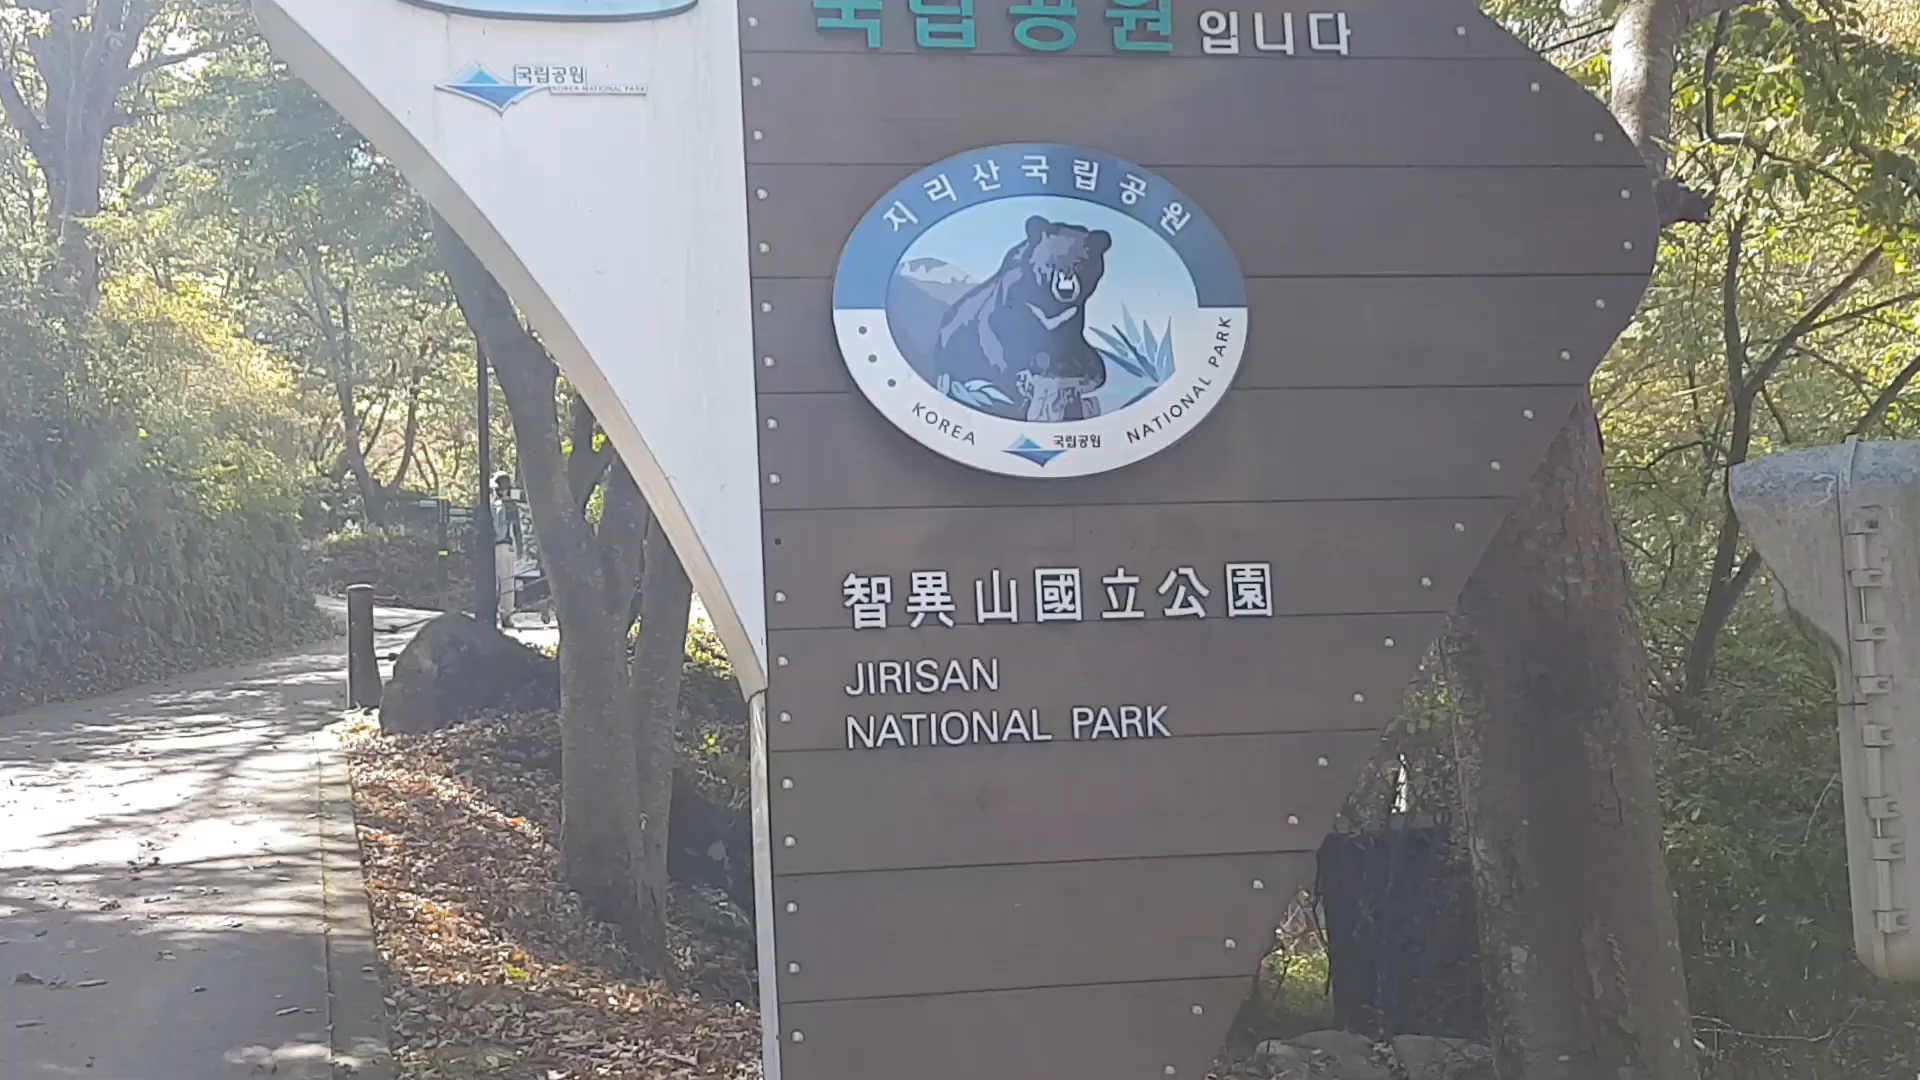 국립공원 입니다
국립공원
KOREA NATIONAL PARK
지리산국립공원
KOREA 국립공원 NATIONAL PARK
智異山國立公園
JIRISAN
NATIONAL PARK